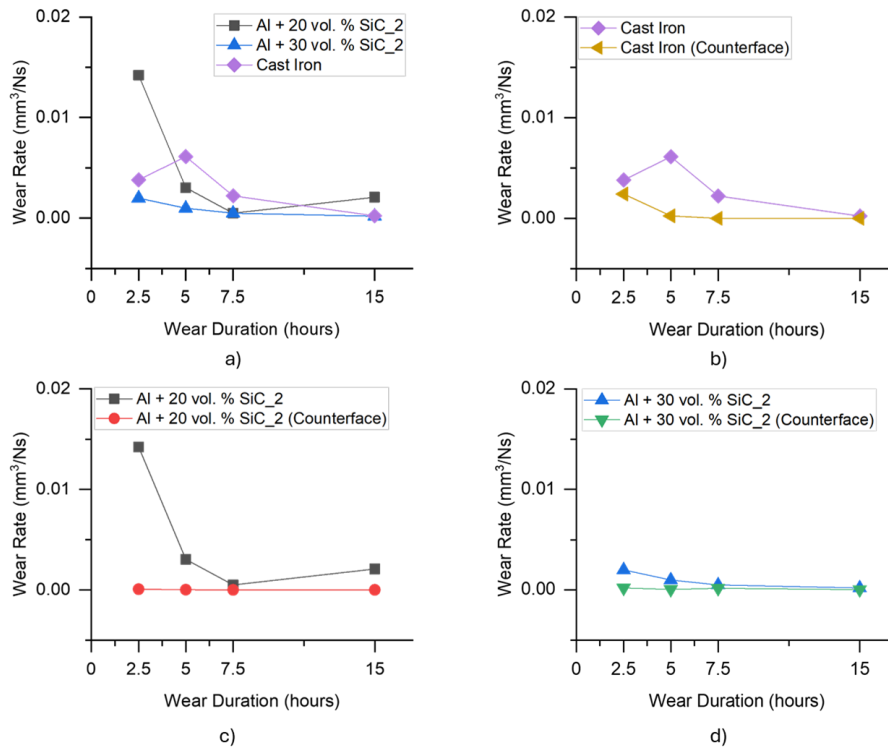 0.02
Al + 20 vol. % SiC_2
Al + 30 vol. % SiC_2
Cast Iron
0.01
0.00
Wear Rate (mm³/Ns)
0
2.5
5
7.5
15
Wear Duration (hours)
a)
0.02
Cast Iron
Cast Iron (Counterface)
0.01
0.00
Wear Rate (mm³/Ns)
0
2.5
5
7.5
15
Wear Duration (hours)
b)
0.02
Al + 20 vol. % SiC_2
Al + 20 vol. % SiC_2 (Counterface)
0.01
0.00
Wear Rate (mm³/Ns)
0
2.5
5
7.5
15
Wear Duration (hours)
c)
0.02
Al + 30 vol. % SiC_2
Al + 30 vol. % SiC_2 (Counterface)
0.01
0.00
Wear Rate (mm³/Ns)
0
2.5
5
7.5
15
Wear Duration (hours)
d)